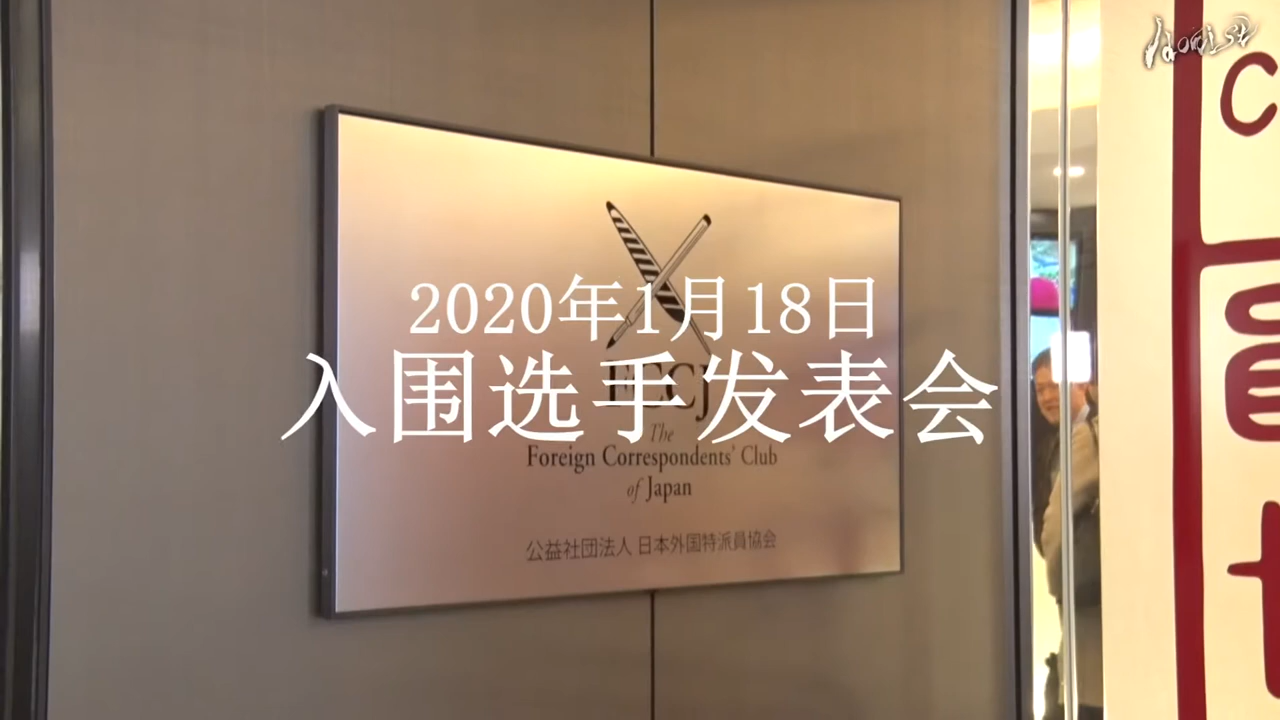 2020年1月18日
入围选手发表会
FCCJ
The
Foreign Correspondents' Club
of Japan
公益社団法人 日本外国特派員協会